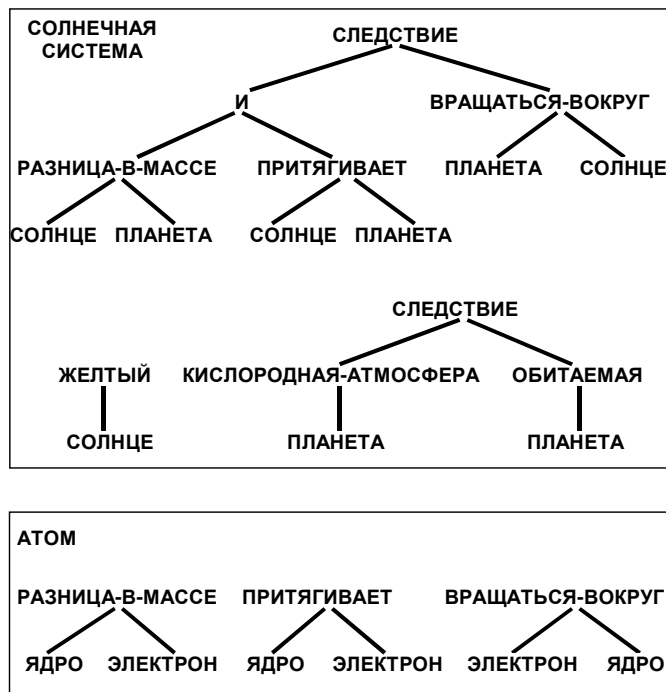 СОЛНЕЧНАЯ
СИСТЕМА
СЛЕДСТВИЕ
И ВРАЩАТЬСЯ-ВОКРУГ
РАЗНИЦА-В-МАССЕ ПРИТЯГИВАЕТ ПЛАНЕТА СОЛНЦЕ
СОЛНЦЕ ПЛАНЕТА СОЛНЦЕ ПЛАНЕТА
СЛЕДСТВИЕ
ЖЕЛТЫЙ КИСЛОРОДНАЯ-АТМОСФЕРА ОБИТАЕМАЯ
СОЛНЦЕ ПЛАНЕТА ПЛАНЕТА
АТОМ
РАЗНИЦА-В-МАССЕ ПРИТЯГИВАЕТ ВРАЩАТЬСЯ-ВОКРУГ
ЯДРО ЭЛЕКТРОН ЯДРО ЭЛЕКТРОН ЭЛЕКТРОН ЯДРО